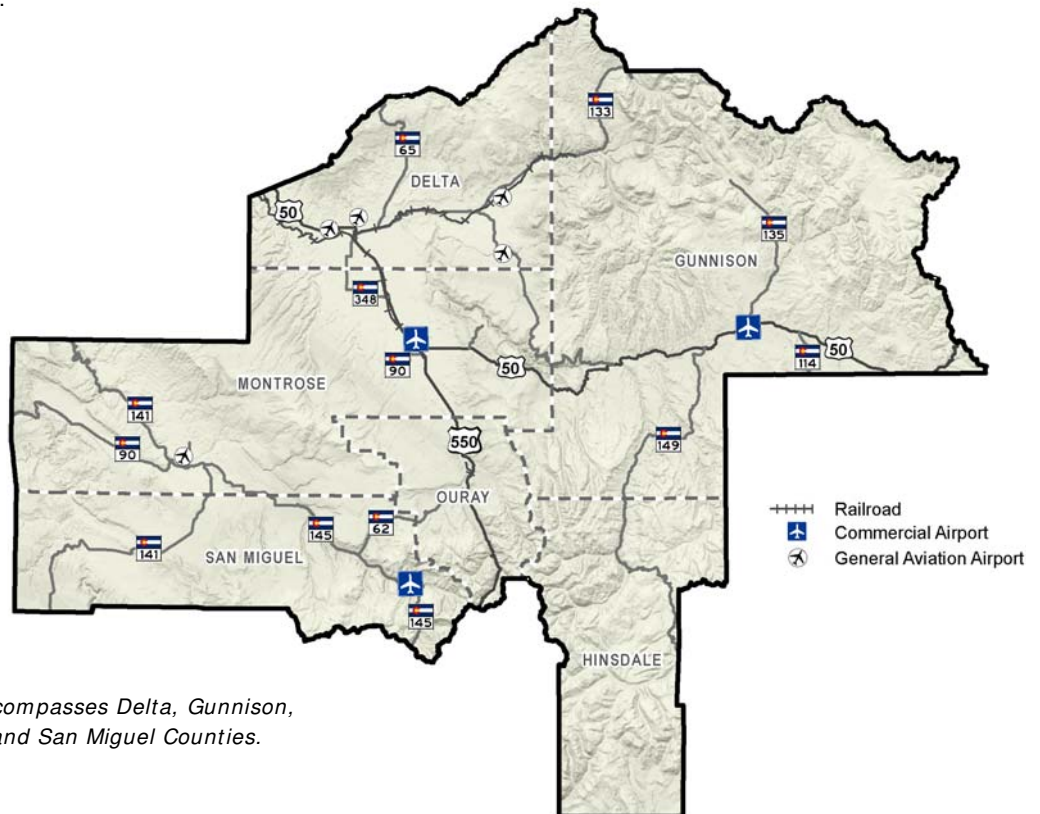 .
133
65
DELTA
50
135
GUNNISON
348
90
50
50
114
MONTROSE
141
550
149
90
OURAY
145
62
141
SAN MIGUEL
145
HINSDALE
Railroad
Commercial Airport
General Aviation Airport
compasses Delta, Gunnison,
and San Miguel Counties.